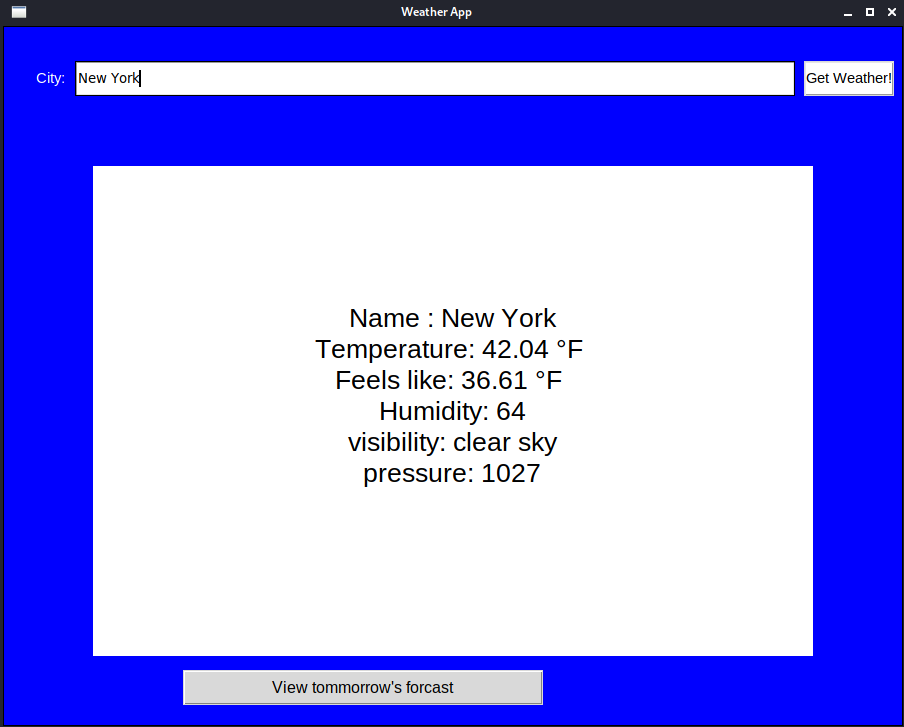 Weather App
City: New York Get Weather!
Name : New York
Temperature: 42.04 °F
Feels like: 36.61 °F
Humidity: 64
visibility: clear sky
pressure: 1027
View tommorrow's forcast